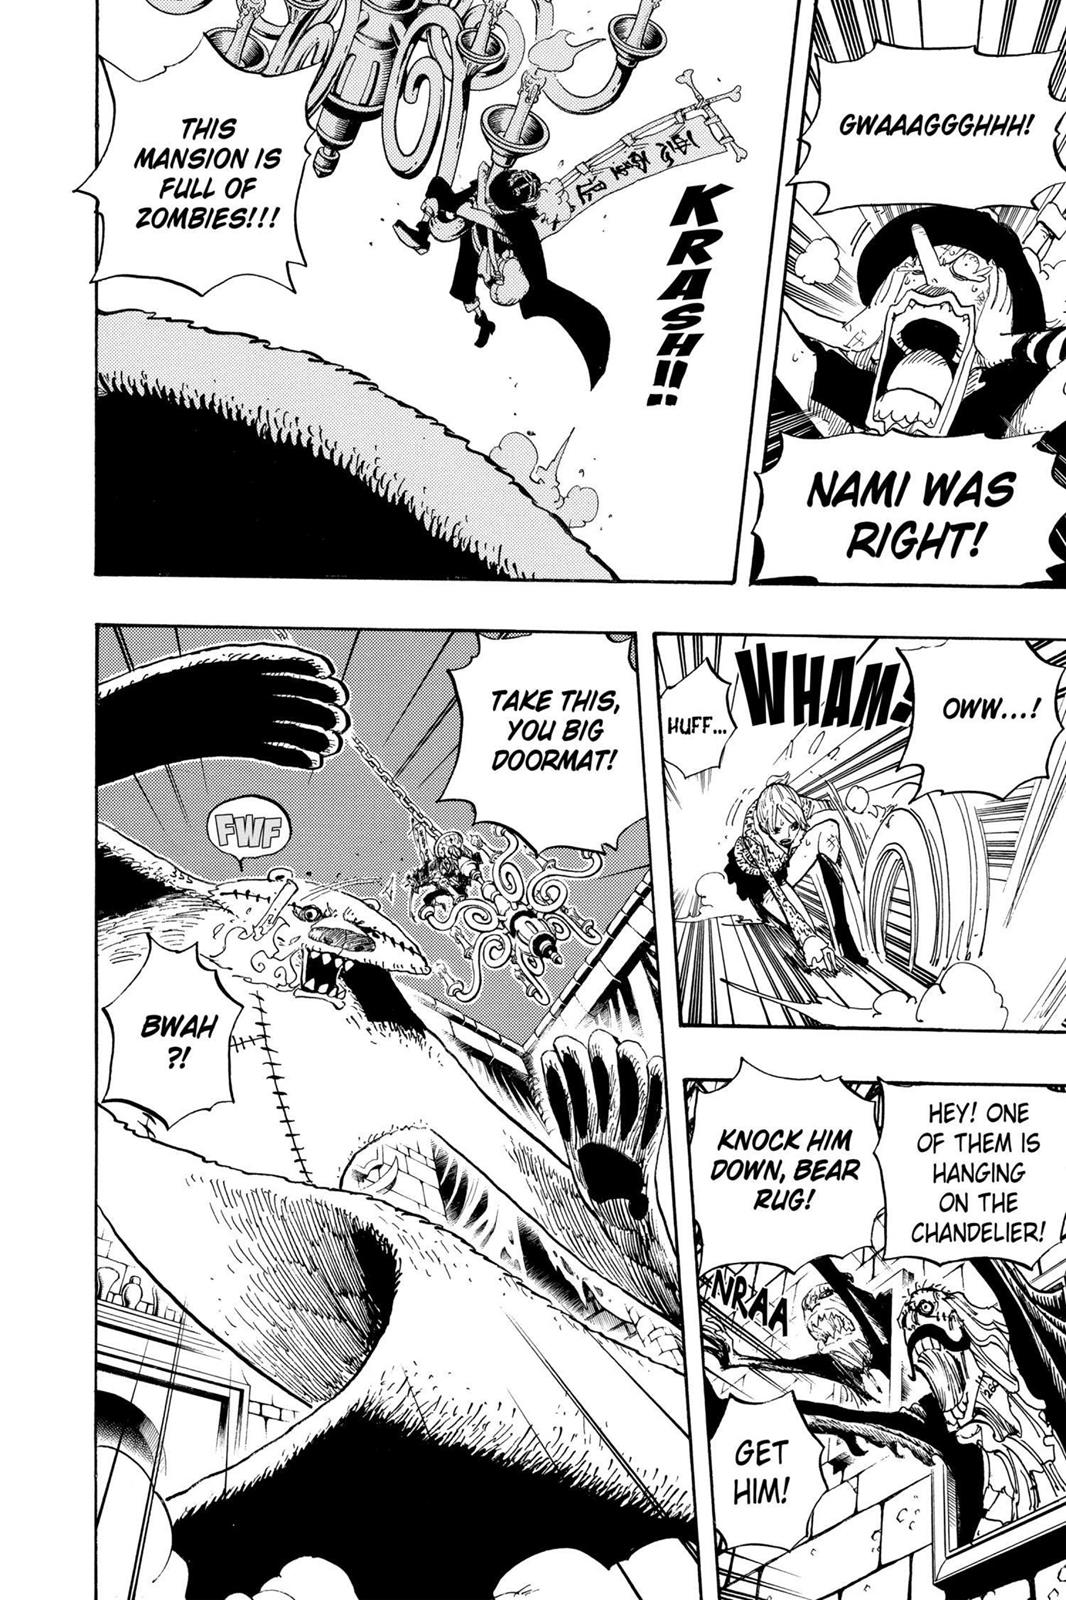 GWAAAGGGHHH!
NAMI WAS
RIGHT!
THIS
MANSION IS
FULL OF
ZOMBIES!!!
KRASH!!
OWW...!
WHAM!
HUFF...
HEY! ONE
OF THEM IS
HANGING
ON THE
CHANDELIER!
KNOCK HIM
DOWN, BEAR
RUG!
NRAA
GET
HIM!
TAKE THIS,
YOU BIG
DOORMAT!
FWF
BWAH
?!